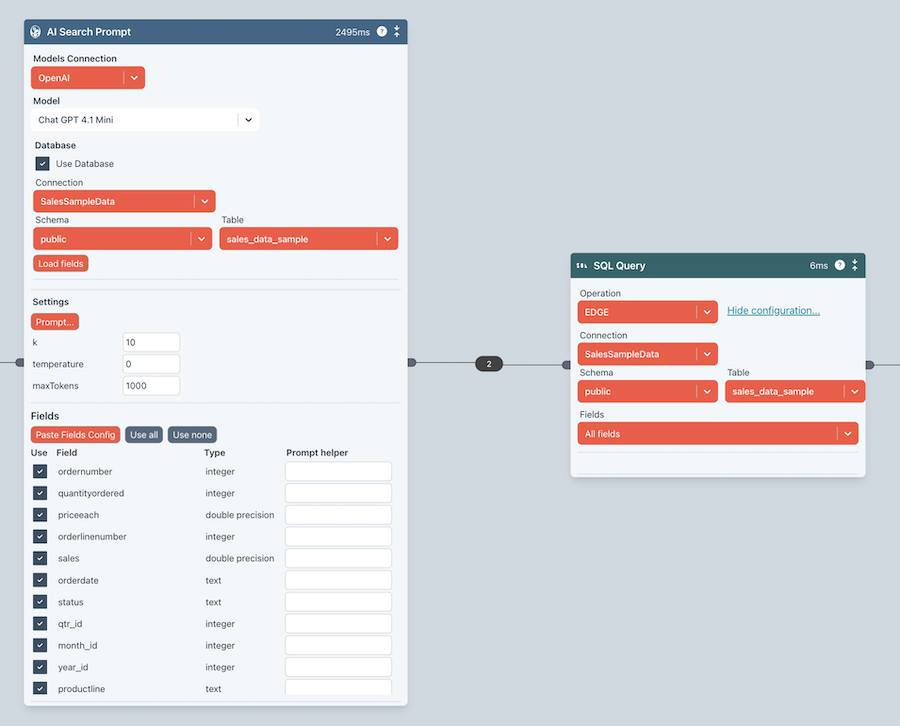 AI Search Prompt 2495ms ?
Models Connection
OpenAI
Model
Chat GPT 4.1 Mini
Database
Use Database
Connection
SalesSampleData
Schema Table
public sales_data_sample
Load fields
Settings
Prompt...
k 10
temperature 0
maxTokens 1000
Fields
Paste Fields Config Use all Use none
Use Field Type Prompt helper
ordernumber integer
quantityordered integer
priceeach double precision
orderlinenumber integer
sales double precision
orderdate text
status text
qtr_id integer
month_id integer
year_id integer
productline text
2
SQL SQL Query 6ms ?
Operation
EDGE Hide configuration...
Connection
SalesSampleData
Schema Table
public sales_data_sample
Fields
All fields